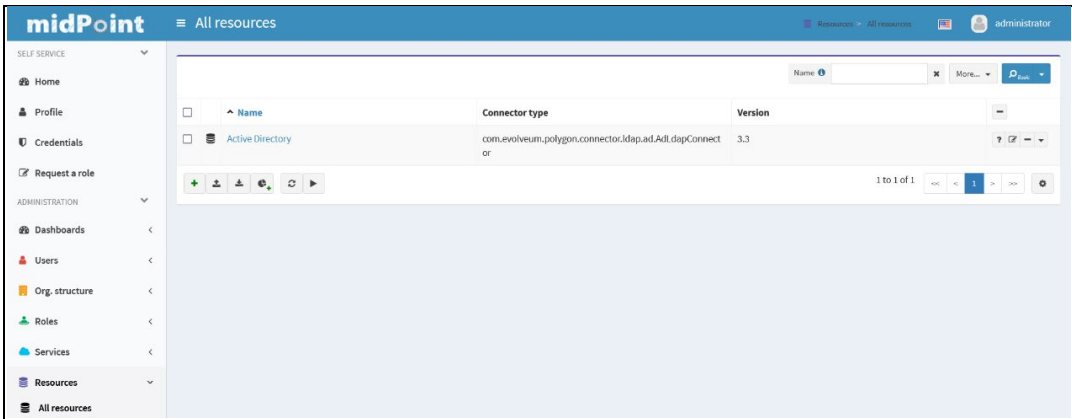 midPoint
All resources
Resources > All resources
administrator
SELF SERVICE
Home
Profile
Credentials
Request a role
ADMINISTRATION
Dashboards
Users
Org. structure
Roles
Services
Resources
All resources
Name
More...
Basic
Name
Connector type
Version
Active Directory
com.evolveum.polygon.connector.ldap.ad.AdLdapConnect
or
3.3
1 to 1 of 1
<< < 1 > >>